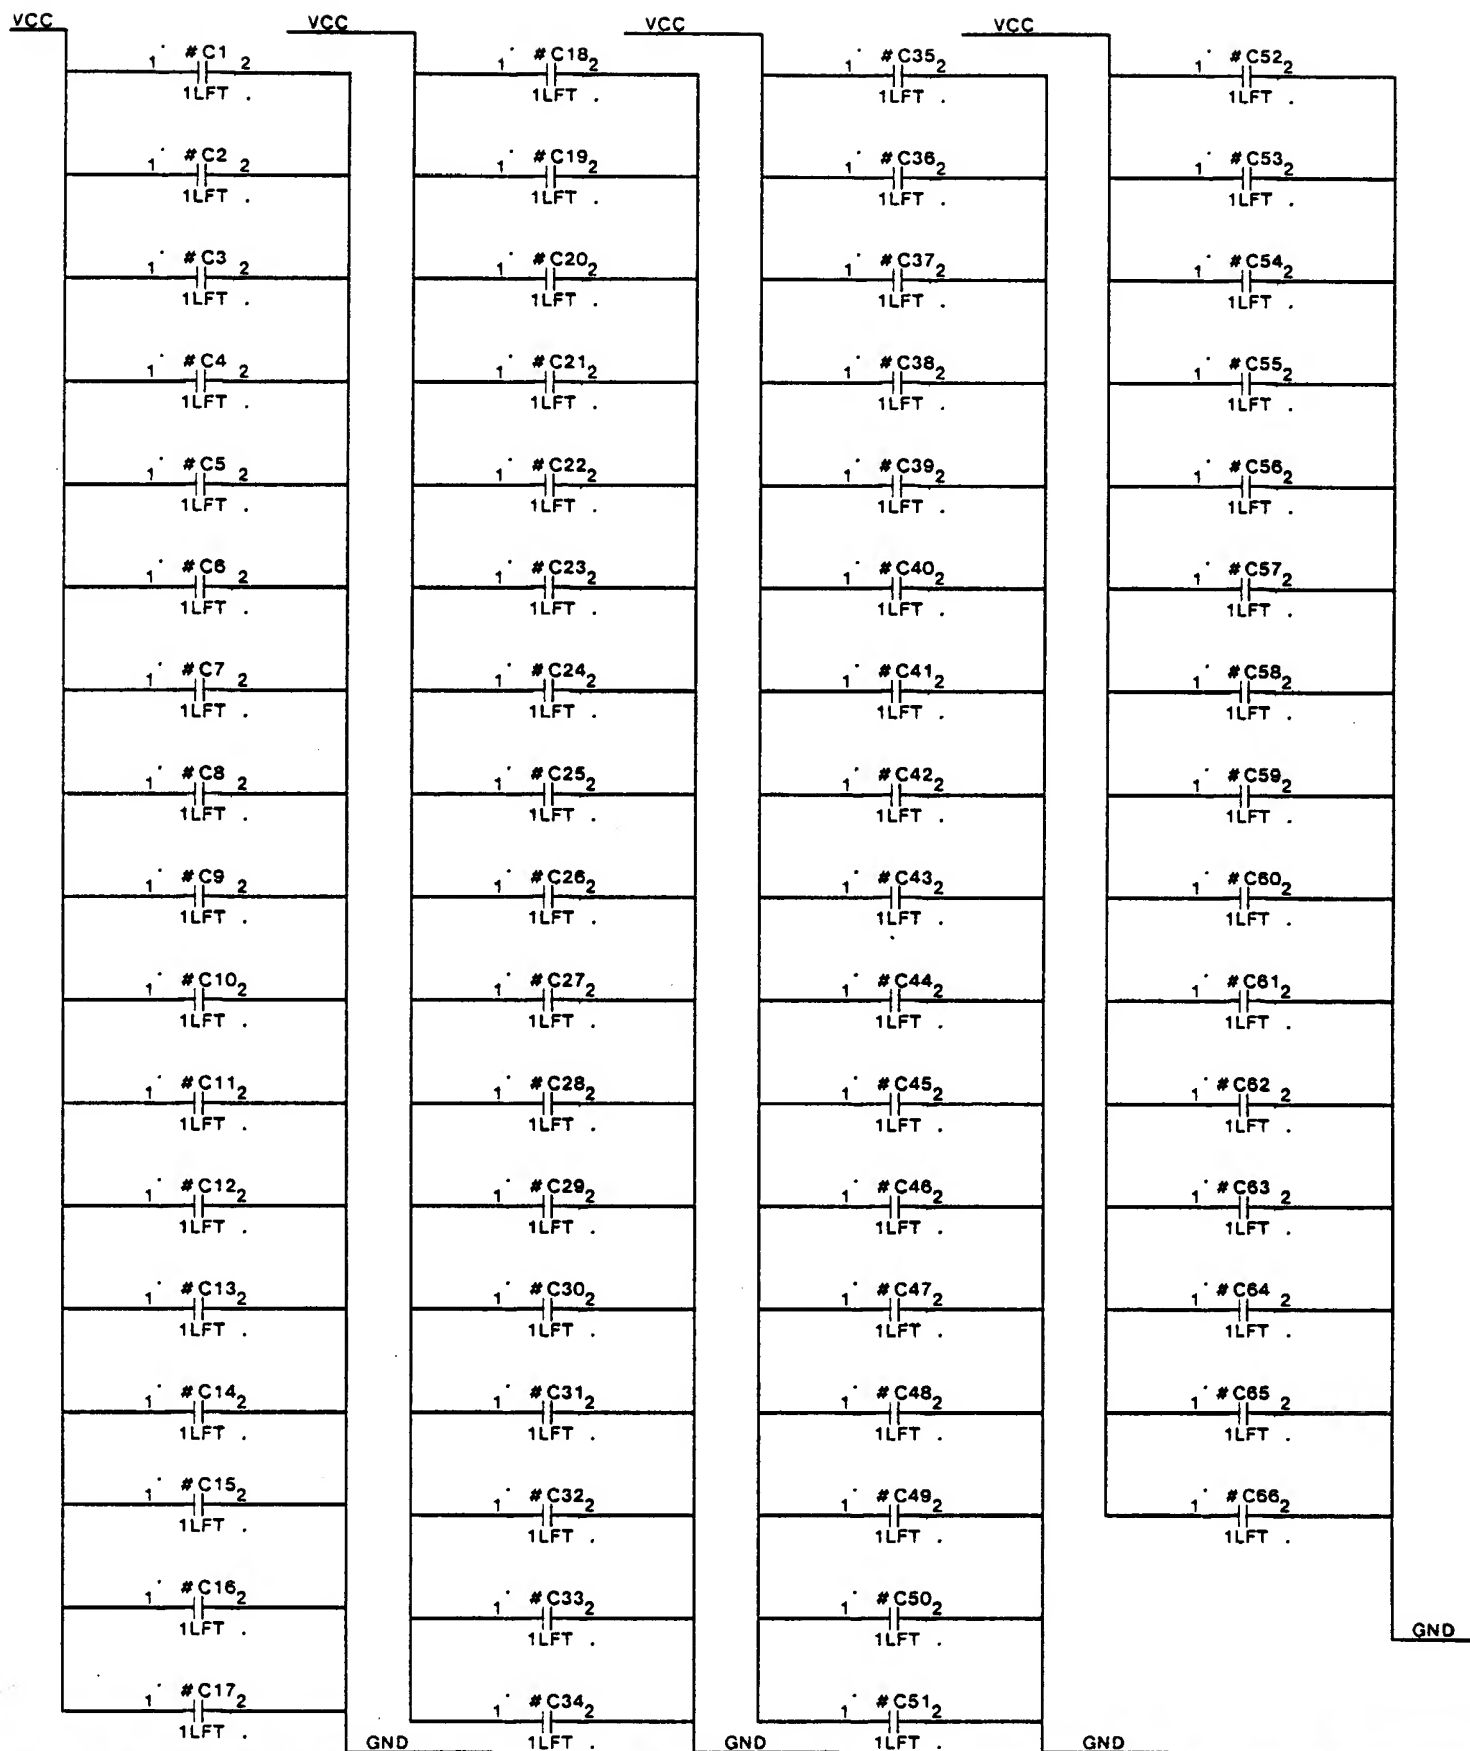 VCC VCC VCC VCC
#C1 #C18 #C35 #C52
1 2 1 2 1 2 1 2
1LFT . 1LFT . 1LFT . 1LFT .
#C2 #C19 #C36 #C53
1 2 1 2 1 2 1 2
1LFT . 1LFT . 1LFT . 1LFT .
#C3 #C20 #C37 #C54
1 2 1 2 1 2 1 2
1LFT . 1LFT . 1LFT . 1LFT .
#C4 #C21 #C38 #C55
1 2 1 2 1 2 1 2
1LFT . 1LFT . 1LFT . 1LFT .
#C5 #C22 #C39 #C56
1 2 1 2 1 2 1 2
1LFT . 1LFT . 1LFT . 1LFT .
#C6 #C23 #C40 #C57
1 2 1 2 1 2 1 2
1LFT . 1LFT . 1LFT . 1LFT .
#C7 #C24 #C41 #C58
1 2 1 2 1 2 1 2
1LFT . 1LFT . 1LFT . 1LFT .
#C8 #C25 #C42 #C59
1 2 1 2 1 2 1 2
1LFT . 1LFT . 1LFT . 1LFT .
#C9 #C26 #C43 #C60
1 2 1 2 1 2 1 2
1LFT . 1LFT . 1LFT . 1LFT .
#C10 #C27 #C44 #C61
1 2 1 2 1 2 1 2
1LFT . 1LFT . 1LFT . 1LFT .
#C11 #C28 #C45 #C62
1 2 1 2 1 2 1 2
1LFT . 1LFT . 1LFT . 1LFT .
#C12 #C29 #C46 #C63
1 2 1 2 1 2 1 2
1LFT . 1LFT . 1LFT . 1LFT .
#C13 #C30 #C47 #C64
1 2 1 2 1 2 1 2
1LFT . 1LFT . 1LFT . 1LFT .
#C14 #C31 #C48 #C65
1 2 1 2 1 2 1 2
1LFT . 1LFT . 1LFT . 1LFT .
#C15 #C32 #C49 #C66
1 2 1 2 1 2 1 2
1LFT . 1LFT . 1LFT . 1LFT .
#C16 #C33 #C50
1 2 1 2 1 2
1LFT . 1LFT . 1LFT .
GND
#C17 #C34 #C51
1 2 1 2 1 2
1LFT . 1LFT . 1LFT .
GND GND GND